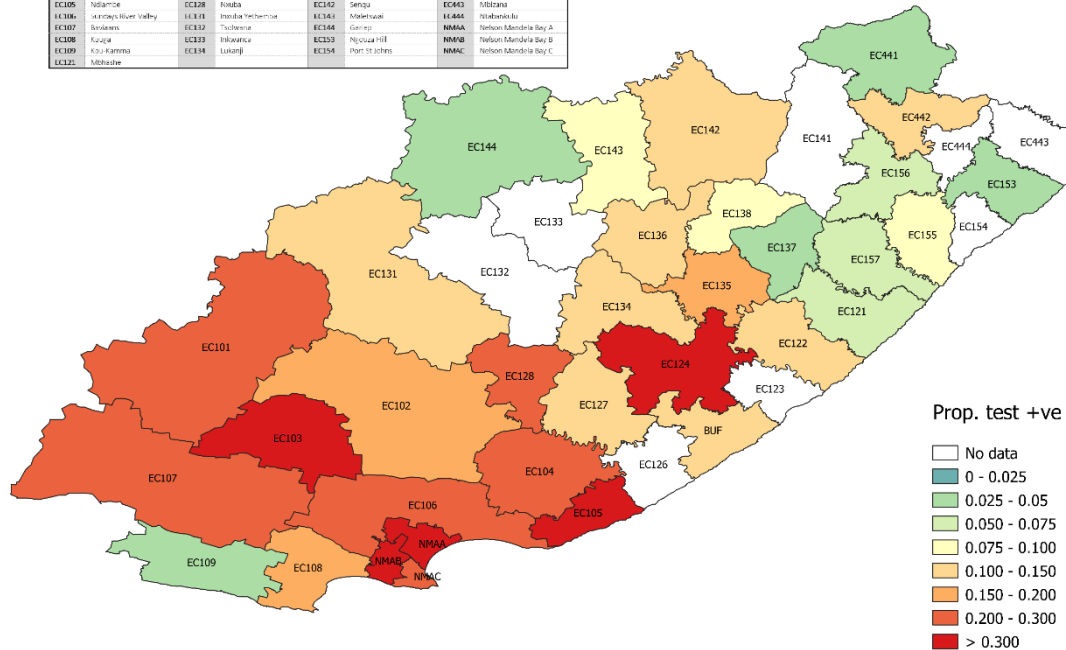 EC105 Ndlambe EC128 Nxuba EC142 Senqu EC443 Mbizana
EC106 Sundays River Valley EC131 Inxuba Yethemba EC143 Maletswai EC444 Ntabankulu
EC107 Baviaans EC132 Tsolwana EC144 Gariep NMAA Nelson Mandela Bay A
EC108 Kouga EC133 Inkwanca EC153 Ngquza Hill NMAB Nelson Mandela Bay B
EC109 Kou-Kamma EC134 Lukanji EC154 Port St Johns NMAC Nelson Mandela Bay C
EC121 Mbhashe
EC441
EC442
EC142
EC141
EC443
EC444
EC144
EC143
EC156
EC153
EC133
EC138
EC154
EC136
EC155
EC137
EC157
EC131
EC132
EC135
EC134
EC121
EC101
EC122
EC124
EC128
EC123
EC102
EC127
BUF
EC103
EC126
EC104
EC107
EC106
EC105
NMAA
NMAB
EC109
EC108
NMAC
Prop. test +ve
No data
0 - 0.025
0.025 - 0.05
0.050 - 0.075
0.075 - 0.100
0.100 - 0.150
0.150 - 0.200
0.200 - 0.300
> 0.300